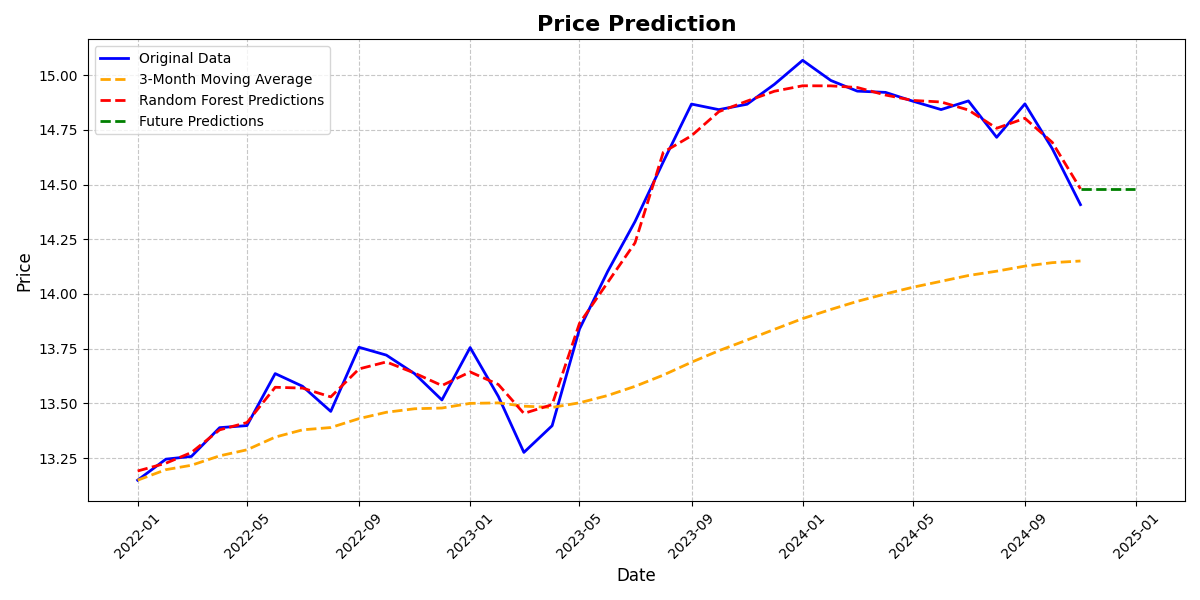 Price Prediction
Original Data
3-Month Moving Average
Random Forest Predictions
Future Predictions
15.00
14.75
14.50
14.25
14.00
13.75
13.50
13.25
Price
2022-01
2022-05
2022-09
2023-01
2023-05
2023-09
2024-01
2024-05
2024-09
2025-01
Date